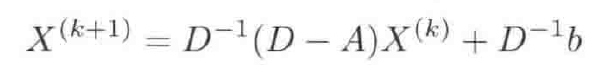 X^{(k+1)} = D^{-1}(D - A)X^{(k)} + D^{-1}b